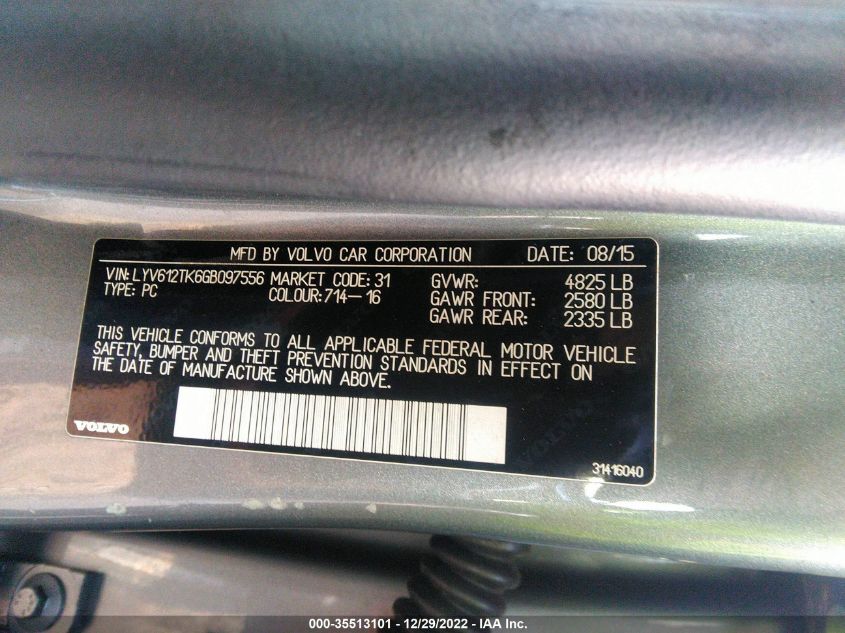 MFD BY VOLVO CAR CORPORATION DATE: 08/15
VIN: LYV612TK6GB097556 MARKET CODE: 31 GVWR: 4825 LB
TYPE: PC COLOUR: 714-16 GAWR FRONT: 2580 LB
GAWR REAR: 2335 LB
THIS VEHICLE CONFORMS TO ALL APPLICABLE FEDERAL MOTOR VEHICLE
SAFETY, BUMPER AND THEFT PREVENTION STANDARDS IN EFFECT ON
THE DATE OF MANUFACTURE SHOWN ABOVE.
VOLVO
31416040
000-35513101 - 12/29/2022 - IAA Inc.